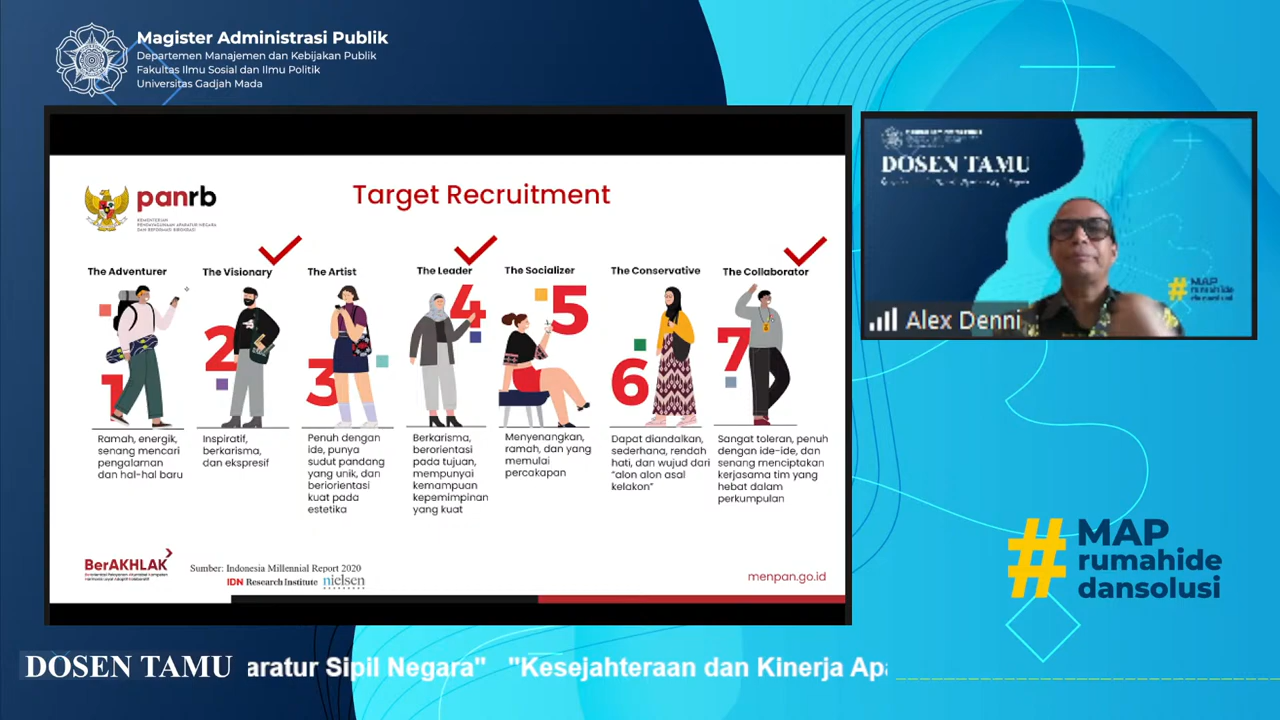 Magister Administrasi Publik
Departemen Manajemen dan Kebijakan Publik
Fakultas Ilmu Sosial dan Ilmu Politik
Universitas Gadjah Mada
panrb
KEMENTERIAN
PENDAYAGUNAAN APARATUR NEGARA
DAN REFORMASI BIROKRASI
Target Recruitment
The Adventurer
The Visionary
The Artist
The Leader
The Socializer
The Conservative
The Collaborator
1
2
3
4
5
6
7
Ramah, energik,
senang mencari
pengalaman
dan hal-hal baru
Inspiratif,
berkarisma,
dan ekspresif
Penuh dengan
ide, punya
sudut pandang
yang unik, dan
beriorientasi
kuat pada
estetika
Berkarisma,
berorientasi
pada tujuan,
mempunyai
kemampuan
kepemimpinan
yang kuat
Menyenangkan,
ramah, dan yang
memulai
percakapan
Dapat diandalkan,
sederhana, rendah
hati, dan wujud dari
"alon alon asal
kelakon"
Sangat toleran, penuh
dengan ide-ide, dan
senang menciptakan
kerjasama tim yang
hebat dalam
perkumpulan
BerAKHLAK
Sumber: Indonesia Millennial Report 2020
IDN Research Institute nielsen
menpan.go.id
DOSEN TAMU
# MAP
rumahide
dansolusi
Alex Denni
# MAP
rumahide
dansolusi
DOSEN TAMU
aratur Sipil Negara" "Kesejahteraan dan Kinerja Apa